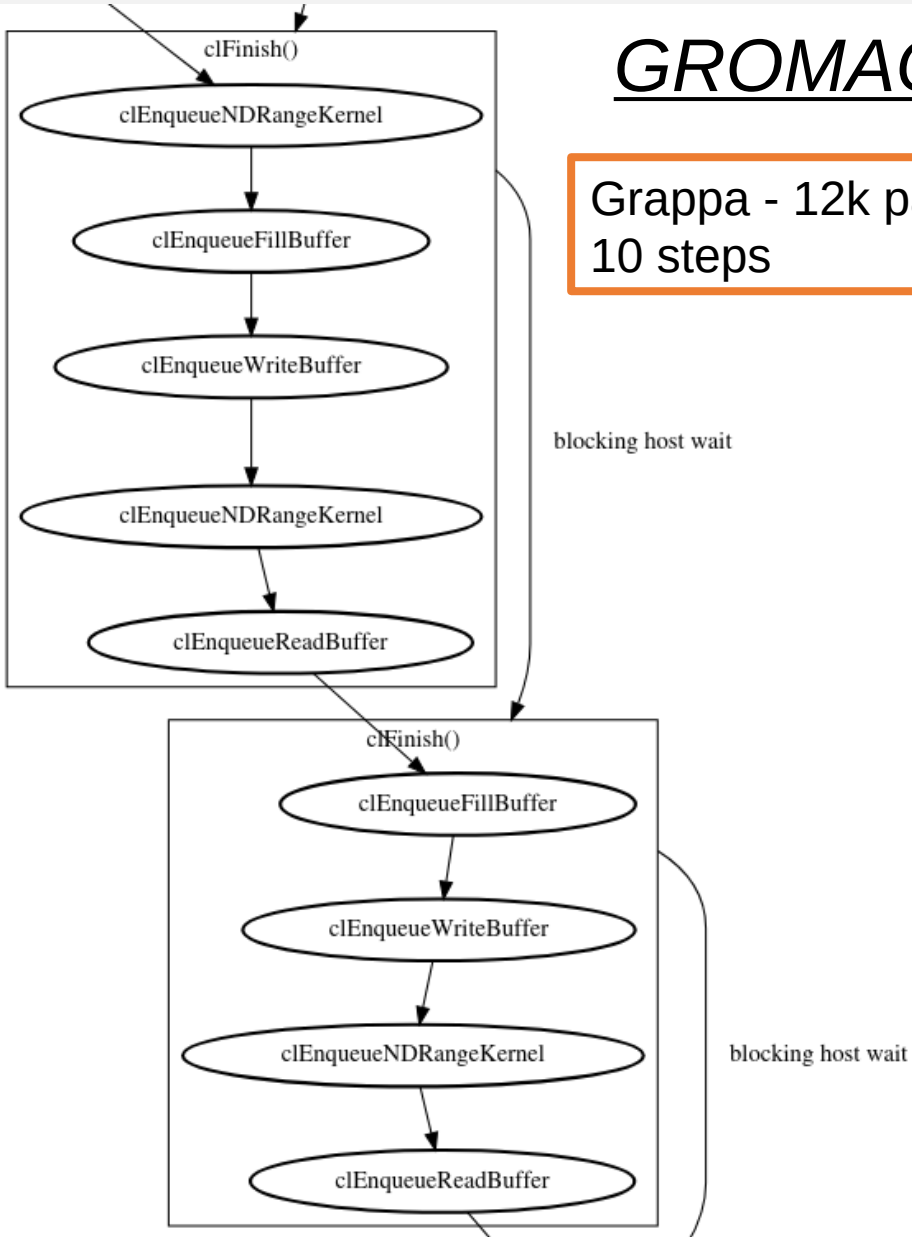 GROMAC
Grappa - 12k p
10 steps
clFinish()
clEnqueueNDRangeKernel
clEnqueueFillBuffer
clEnqueueWriteBuffer
clEnqueueNDRangeKernel
clEnqueueReadBuffer
blocking host wait
clFinish()
clEnqueueFillBuffer
clEnqueueWriteBuffer
clEnqueueNDRangeKernel
clEnqueueReadBuffer
blocking host wait